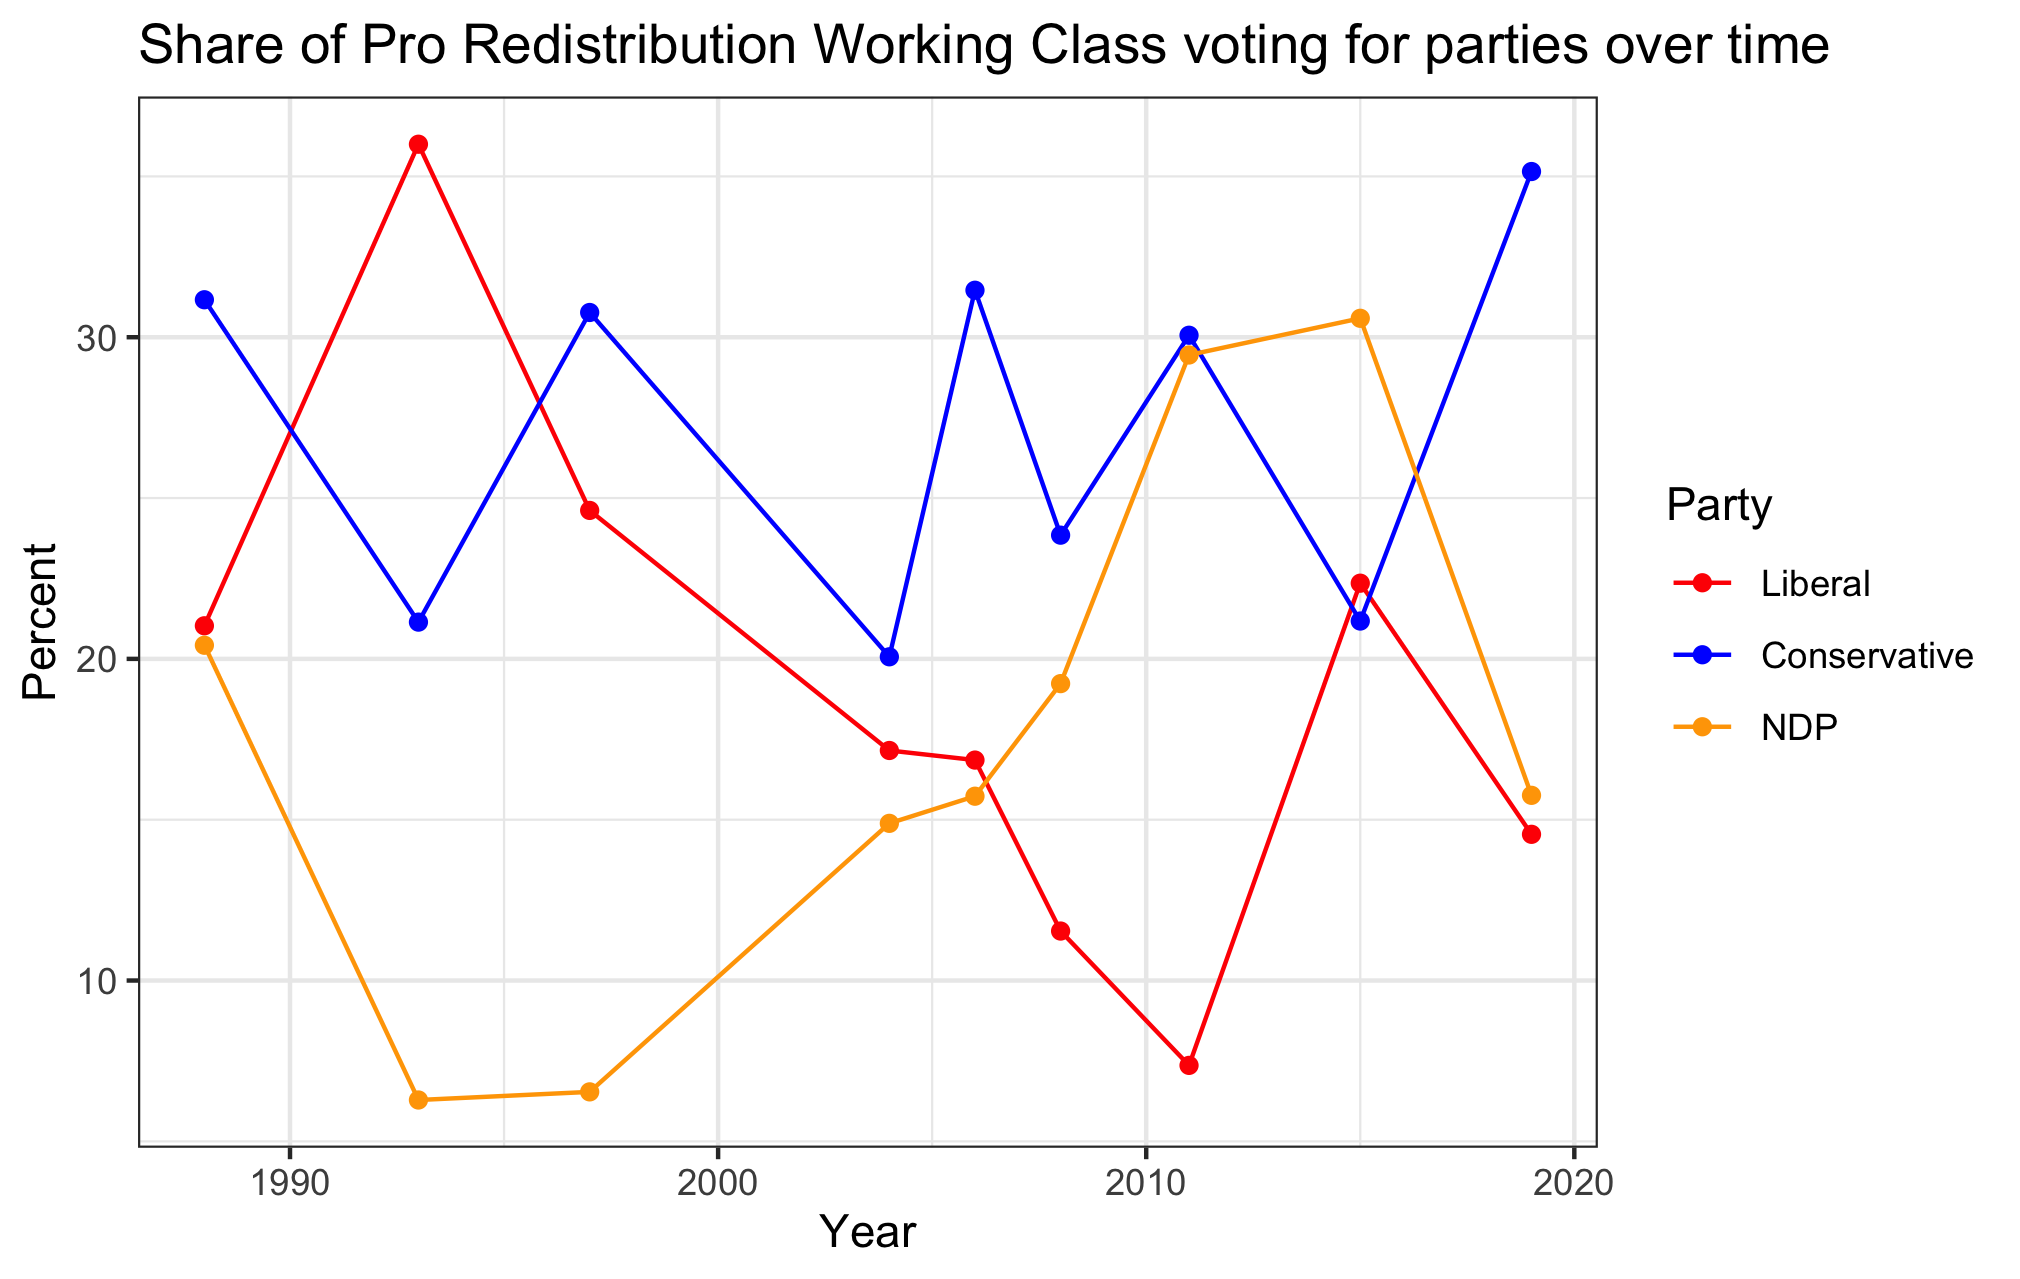 Share of Pro Redistribution Working Class voting for parties over time
Percent
30
20
10
1990 2000 2010 2020
Year
Party
Liberal
Conservative
NDP